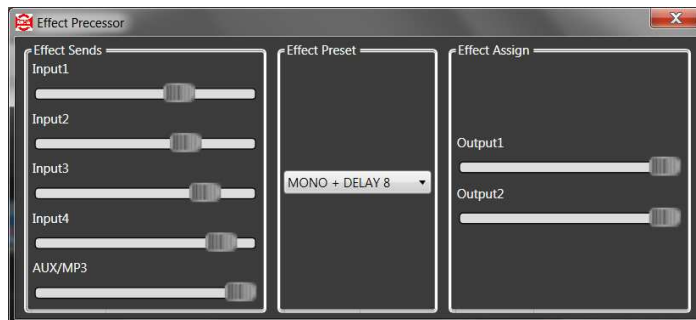 Effect Precessor
Effect Sends
Input1
Input2
Input3
Input4
AUX/MP3
Effect Preset
MONO + DELAY 8
Effect Assign
Output1
Output2